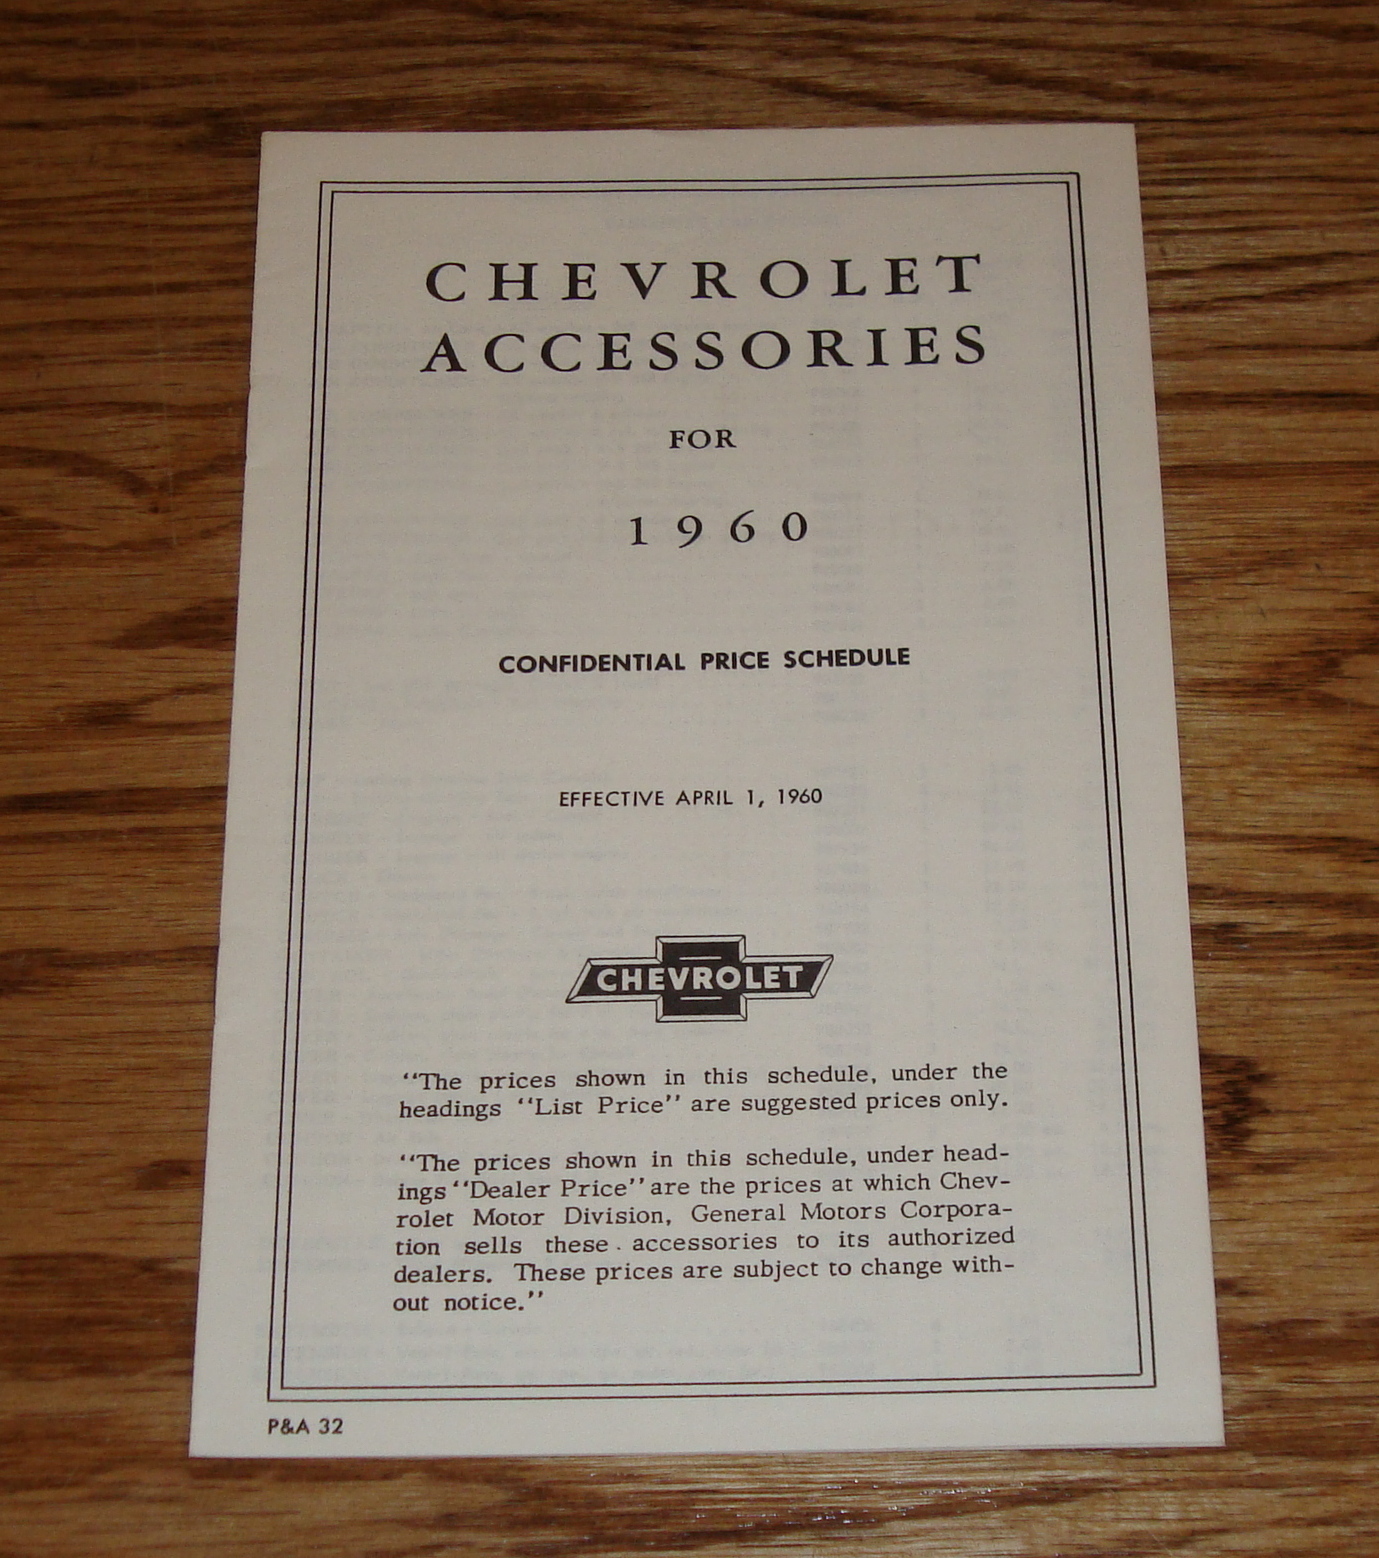 CHEVROLET
ACCESSORIES
FOR
1960
CONFIDENTIAL PRICE SCHEDULE
EFFECTIVE APRIL 1, 1960
CHEVROLET
‘‘The prices shown in this schedule, under the
headings ‘‘List Price’’ are suggested prices only.
‘‘The prices shown in this schedule, under head-
ings ‘‘Dealer Price’’ are the prices at which Chev-
rolet Motor Division, General Motors Corpora-
tion sells these accessories to its authorized
dealers. These prices are subject to change with-
out notice.’’
P&A 32